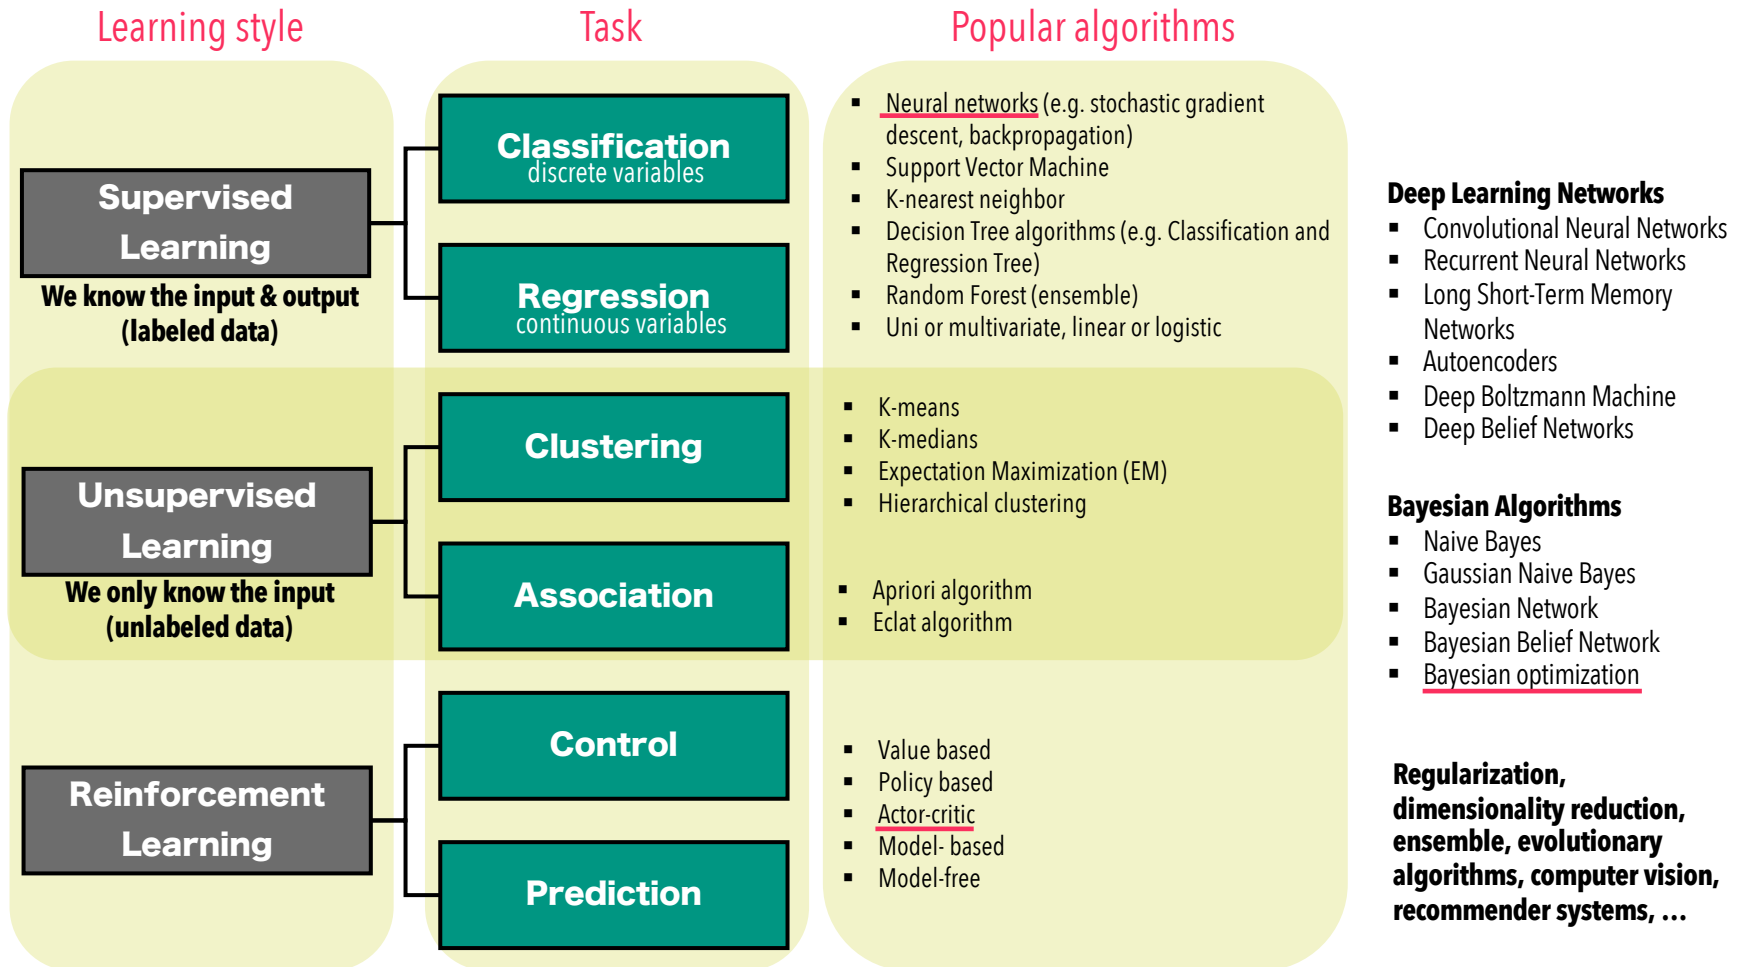 Learning style
Task
Popular algorithms
Supervised
Learning
We know the input & output
(labeled data)
Classification
discrete variables
Regression
continuous variables
▪ Neural networks (e.g. stochastic gradient
descent, backpropagation)
▪ Support Vector Machine
▪ K-nearest neighbor
▪ Decision Tree algorithms (e.g. Classification and
Regression Tree)
▪ Random Forest (ensemble)
▪ Uni or multivariate, linear or logistic
Unsupervised
Learning
We only know the input
(unlabeled data)
Clustering
Association
▪ K-means
▪ K-medians
▪ Expectation Maximization (EM)
▪ Hierarchical clustering
▪ Apriori algorithm
▪ Eclat algorithm
Reinforcement
Learning
Control
Prediction
▪ Value based
▪ Policy based
▪ Actor-critic
▪ Model- based
▪ Model-free
Deep Learning Networks
▪ Convolutional Neural Networks
▪ Recurrent Neural Networks
▪ Long Short-Term Memory
Networks
▪ Autoencoders
▪ Deep Boltzmann Machine
▪ Deep Belief Networks
Bayesian Algorithms
▪ Naive Bayes
▪ Gaussian Naive Bayes
▪ Bayesian Network
▪ Bayesian Belief Network
▪ Bayesian optimization
Regularization,
dimensionality reduction,
ensemble, evolutionary
algorithms, computer vision,
recommender systems, ...